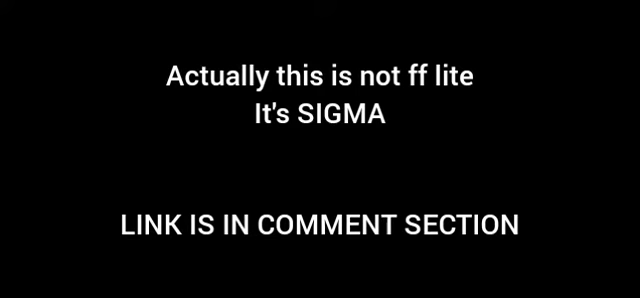 Actually this is not ff lite
It's SIGMA
LINK IS IN COMMENT SECTION